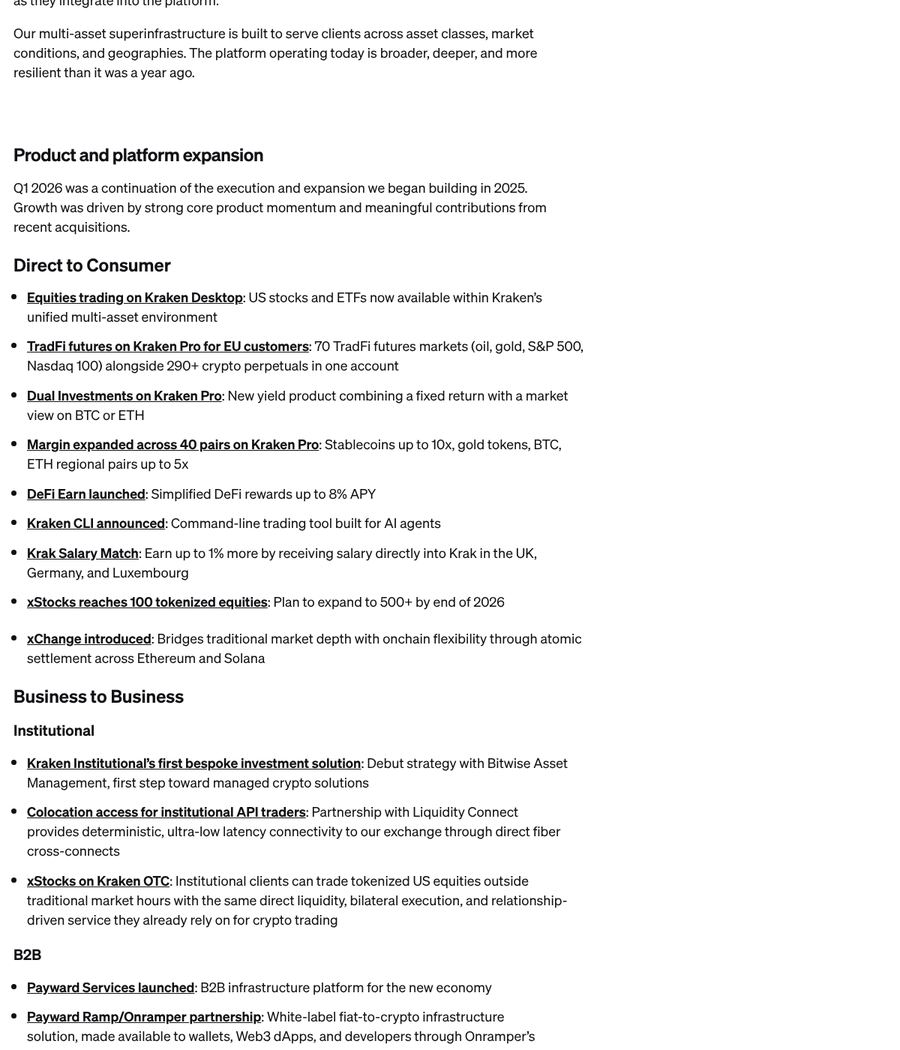 as they integrate into the platform.
Our multi-asset superinfrastructure is built to serve clients across asset classes, market
conditions, and geographies. The platform operating today is broader, deeper, and more
resilient than it was a year ago.
Product and platform expansion
Q1 2026 was a continuation of the execution and expansion we began building in 2025.
Growth was driven by strong core product momentum and meaningful contributions from
recent acquisitions.
Direct to Consumer
• Equities trading on Kraken Desktop: US stocks and ETFs now available within Kraken’s
unified multi-asset environment
• TradFi futures on Kraken Pro for EU customers: 70 TradFi futures markets (oil, gold, S&P 500,
Nasdaq 100) alongside 290+ crypto perpetuals in one account
• Dual Investments on Kraken Pro: New yield product combining a fixed return with a market
view on BTC or ETH
• Margin expanded across 40 pairs on Kraken Pro: Stablecoins up to 10x, gold tokens, BTC,
ETH regional pairs up to 5x
• DeFi Earn launched: Simplified DeFi rewards up to 8% APY
• Kraken CLI announced: Command-line trading tool built for AI agents
• Krak Salary Match: Earn up to 1% more by receiving salary directly into Krak in the UK,
Germany, and Luxembourg
• xStocks reaches 100 tokenized equities: Plan to expand to 500+ by end of 2026
• xChange introduced: Bridges traditional market depth with onchain flexibility through atomic
settlement across Ethereum and Solana
Business to Business
Institutional
• Kraken Institutional’s first bespoke investment solution: Debut strategy with Bitwise Asset
Management, first step toward managed crypto solutions
• Colocation access for institutional API traders: Partnership with Liquidity Connect
provides deterministic, ultra-low latency connectivity to our exchange through direct fiber
cross-connects
• xStocks on Kraken OTC: Institutional clients can trade tokenized US equities outside
traditional market hours with the same direct liquidity, bilateral execution, and relationship-
driven service they already rely on for crypto trading
B2B
• Payward Services launched: B2B infrastructure platform for the new economy
• Payward Ramp/Onramper partnership: White-label fiat-to-crypto infrastructure
solution, made available to wallets, Web3 dApps, and developers through Onramper’s